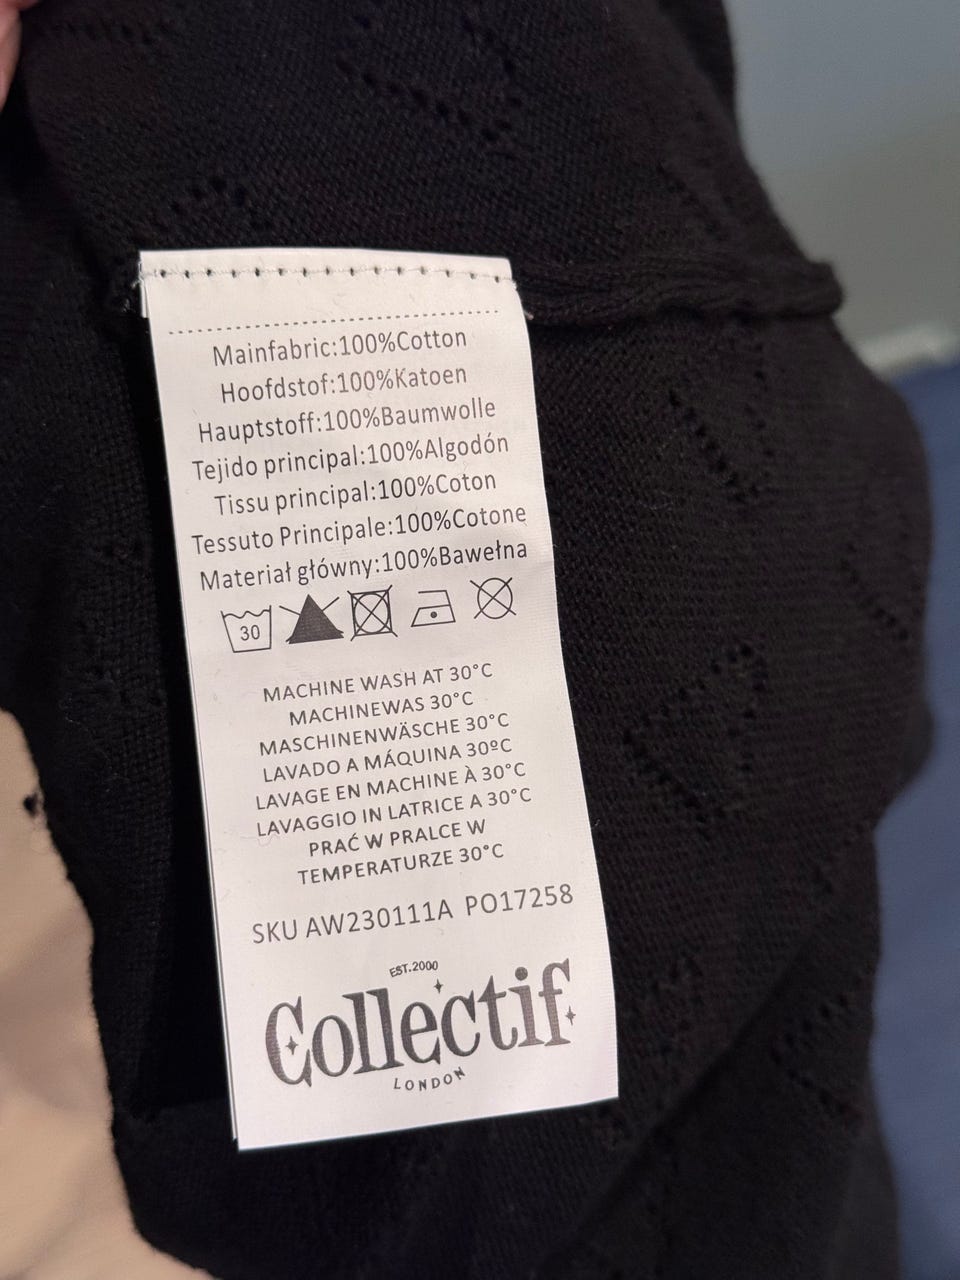 Mainfabric:100%Cotton
Hoofdstof:100%Katoen
Hauptstoff:100%Baumwolle
Tejido principal:100%Algodón
Tissu principal:100%Coton
Tessuto Principale:100%Cotone
Materiał główny:100%Bawełna
30
MACHINE WASH AT 30°C
MACHINEWAS 30°C
MASCHINENWÄSCHE 30°C
LAVADO A MÁQUINA 30ºC
LAVAGE EN MACHINE À 30°C
LAVAGGIO IN LATRICE A 30°C
PRAĆ W PRALCE W
TEMPERATURZE 30°C
SKU AW230111A PO17258
EST.2000
Collectif
LONDON